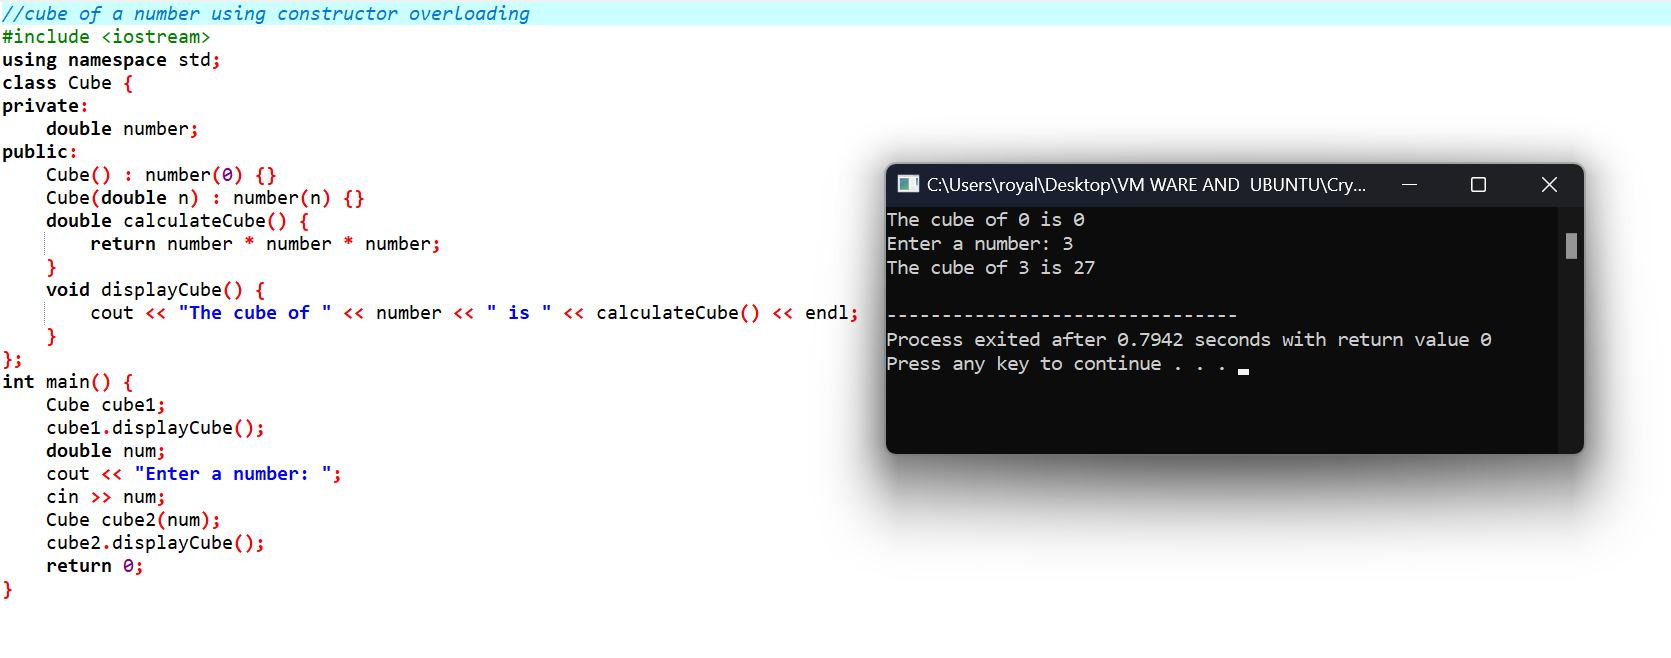 //cube of a number using constructor overloading
#include <iostream>
using namespace std;
class Cube {
private:
    double number;
public:
    Cube() : number(0) {}
    Cube(double n) : number(n) {}
    double calculateCube() {
        return number * number * number;
    }
    void displayCube() {
        cout << "The cube of " << number << " is " << calculateCube() << endl;
    }
};
int main() {
    Cube cube1;
    cube1.displayCube();
    double num;
    cout << "Enter a number: ";
    cin >> num;
    Cube cube2(num);
    cube2.displayCube();
    return 0;
}
C:\Users\royal\Desktop\VM WARE AND  UBUNTU\Cry...
The cube of 0 is 0
Enter a number: 3
The cube of 3 is 27
--------------------------------
Process exited after 0.7942 seconds with return value 0
Press any key to continue . . .